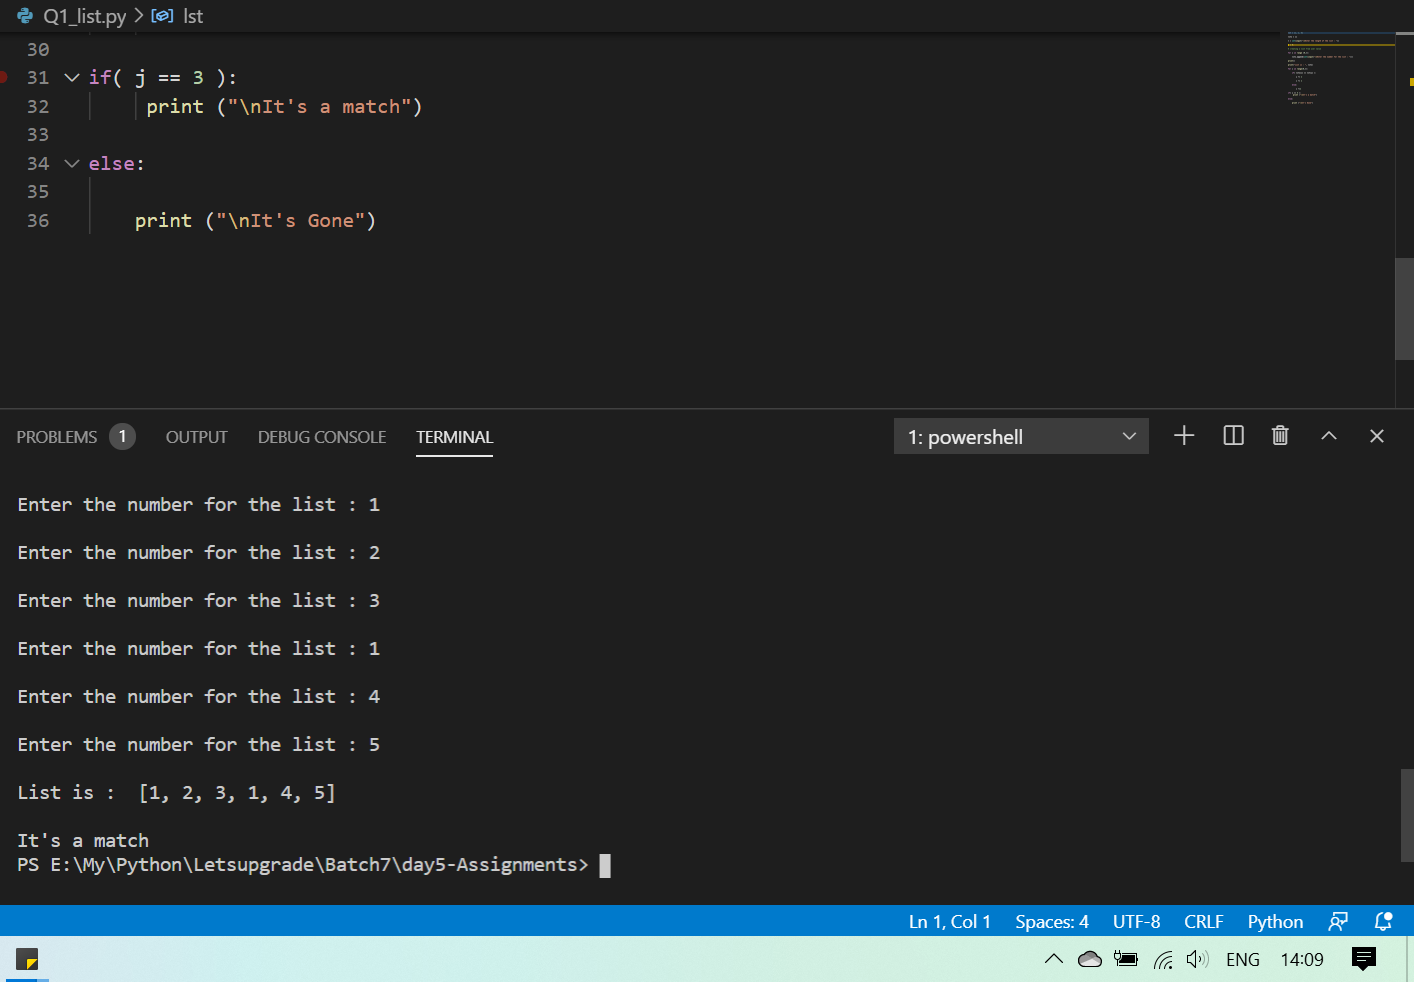 Q1_list.py > lst
30
31 if( j == 3 ):
32 print ("\nIt's a match")
33
34 else:
35
36 print ("\nIt's Gone")
PROBLEMS 1 OUTPUT DEBUG CONSOLE TERMINAL 1: powershell
Enter the number for the list : 1
Enter the number for the list : 2
Enter the number for the list : 3
Enter the number for the list : 1
Enter the number for the list : 4
Enter the number for the list : 5
List is :  [1, 2, 3, 1, 4, 5]
It's a match
PS E:\My\Python\Letsupgrade\Batch7\day5-Assignments>
Ln 1, Col 1 Spaces: 4 UTF-8 CRLF Python
ENG 14:09